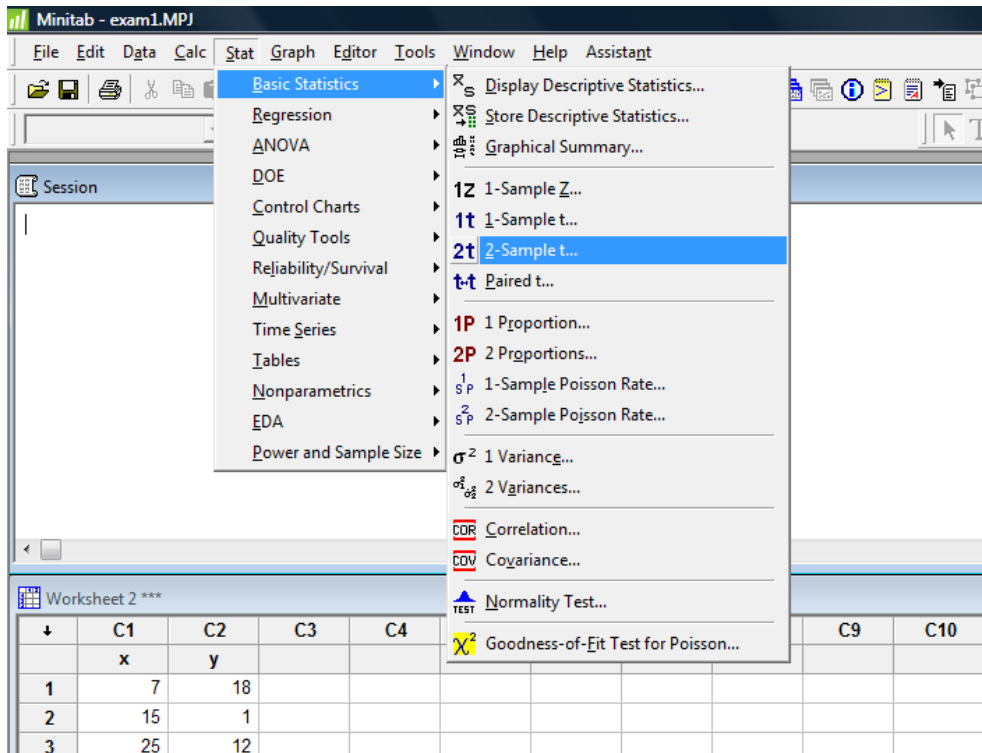 Minitab - exam1.MPJ
File Edit Data Calc Stat Graph Editor Tools Window Help Assistant
Basic Statistics
Regression
ANOVA
DOE
Control Charts
Quality Tools
Reliability/Survival
Multivariate
Time Series
Tables
Nonparametrics
EDA
Power and Sample Size
Display Descriptive Statistics...
Store Descriptive Statistics...
Graphical Summary...
1Z 1-Sample Z...
1t 1-Sample t...
2t 2-Sample t...
t-t Paired t...
1P 1 Proportion...
2P 2 Proportions...
1-Sample Poisson Rate...
2-Sample Poisson Rate...
σ² 1 Variance...
2 Variances...
COR Correlation...
COV Covariance...
TEST Normality Test...
χ² Goodness-of-Fit Test for Poisson...
Session
Worksheet 2 ***
C1 C2 C3 C4 C9 C10
x y
1 7 18
2 15 1
3 25 12